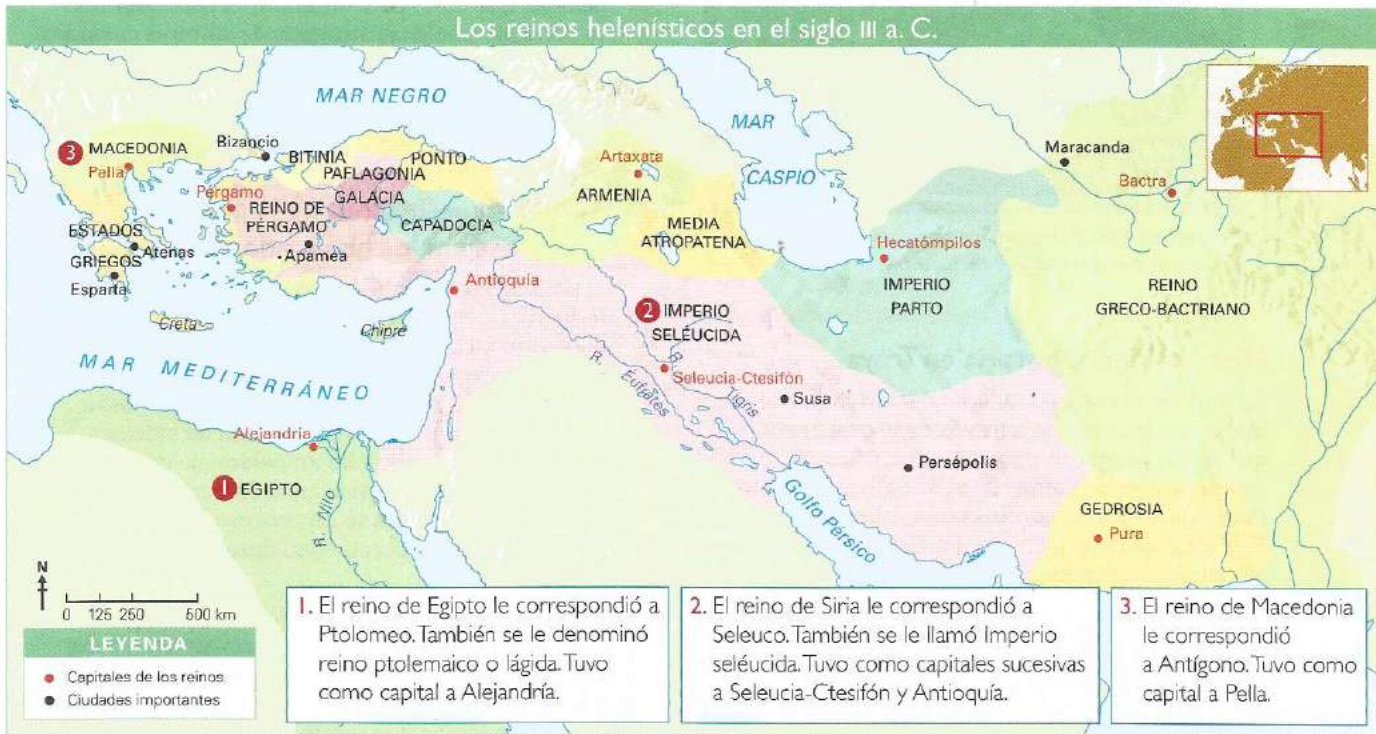 Los reinos helenísticos en el siglo III a. C.
MAR NEGRO
MAR
CASPIO
3 MACEDONIA
Pella
Bizancio
BITINIA
PAFLAGONIA
PONTO
GALACIA
Pérgamo
REINO DE
PÉRGAMO
Apamea
CAPADOCIA
Artaxata
ARMENIA
MEDIA
ATROPATENA
Maracanda
Bactra
Hecatómpilos
IMPERIO
PARTO
REINO
GRECO-BACTRIANO
ESTADOS
GRIEGOS
Atenas
Esparta
Creta
Chipre
Antioquía
2 IMPERIO
SELÉUCIDA
Seleucia-Ctesifón
R. Eufrates
R. Tigris
Susa
Persépolis
MAR MEDITERRÁNEO
Alejandría
1 EGIPTO
R. Nilo
Golfo Pérsico
GEDROSIA
Pura
N
0 125 250 500 km
LEYENDA
Capitales de los reinos
Ciudades importantes
1. El reino de Egipto le correspondió a
Ptolomeo. También se le denominó
reino ptolemaico o lágida. Tuvo
como capital a Alejandría.
2. El reino de Siria le correspondió a
Seleuco. También se le llamó Imperio
seléucida. Tuvo como capitales sucesivas
a Seleucia-Ctesifón y Antioquía.
3. El reino de Macedonia
le correspondió
a Antígono. Tuvo como
capital a Pella.